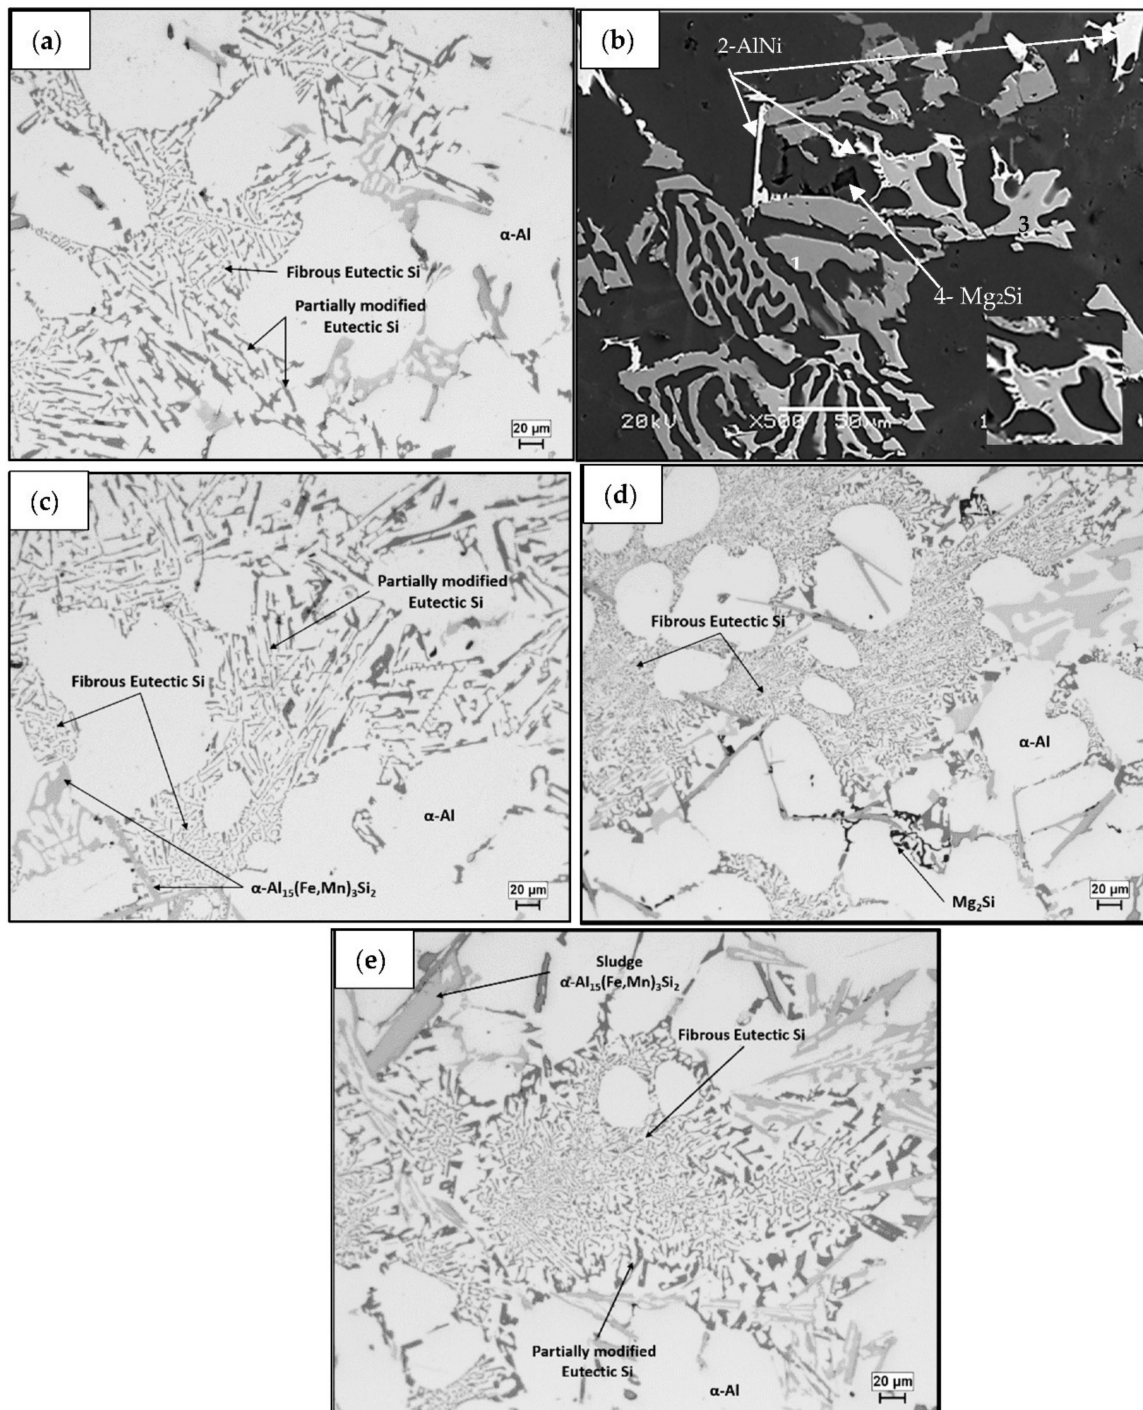 (a)
α-Al
Fibrous Eutectic Si
Partially modified
Eutectic Si
20 µm
(b)
2-AlNi
3
1
4- Mg₂Si
20kV X500 50µm
1
(c)
Partially modified
Eutectic Si
Fibrous Eutectic Si
α-Al
α-Al₁₅(Fe,Mn)₃Si₂
20 µm
(d)
Fibrous Eutectic Si
α-Al
Mg₂Si
20 µm
(e)
Sludge
α-Al₁₅(Fe,Mn)₃Si₂
Fibrous Eutectic Si
Partially modified
Eutectic Si
α-Al
20 µm